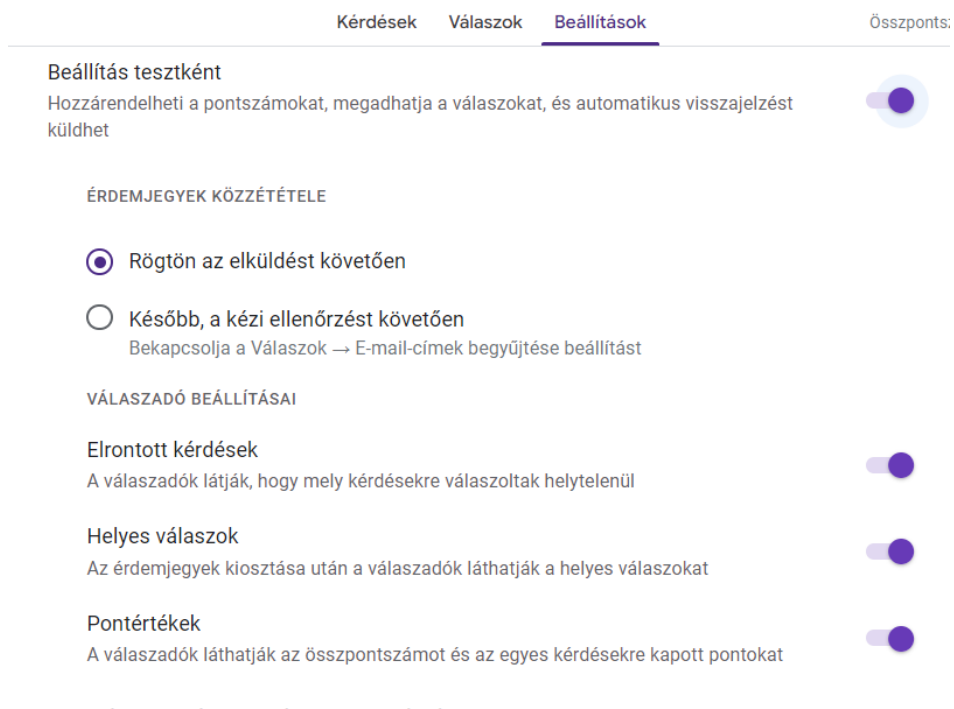 Kérdések Válaszok Beállítások Összponts
Beállítás tesztként
Hozzárendelheti a pontszámokat, megadhatja a válaszokat, és automatikus visszajelzést
küldhet
ÉRDEMJEGYEK KÖZZÉTÉTELE
Rögtön az elküldést követően
Később, a kézi ellenőrzést követően
Bekapcsolja a Válaszok → E-mail-címek begyűjtése beállítást
VÁLASZADÓ BEÁLLÍTÁSAI
Elrontott kérdések
A válaszadók látják, hogy mely kérdésekre válaszoltak helytelenül
Helyes válaszok
Az érdemjegyek kiosztása után a válaszadók láthatják a helyes válaszokat
Pontértékek
A válaszadók láthatják az összpontszámot és az egyes kérdésekre kapott pontokat